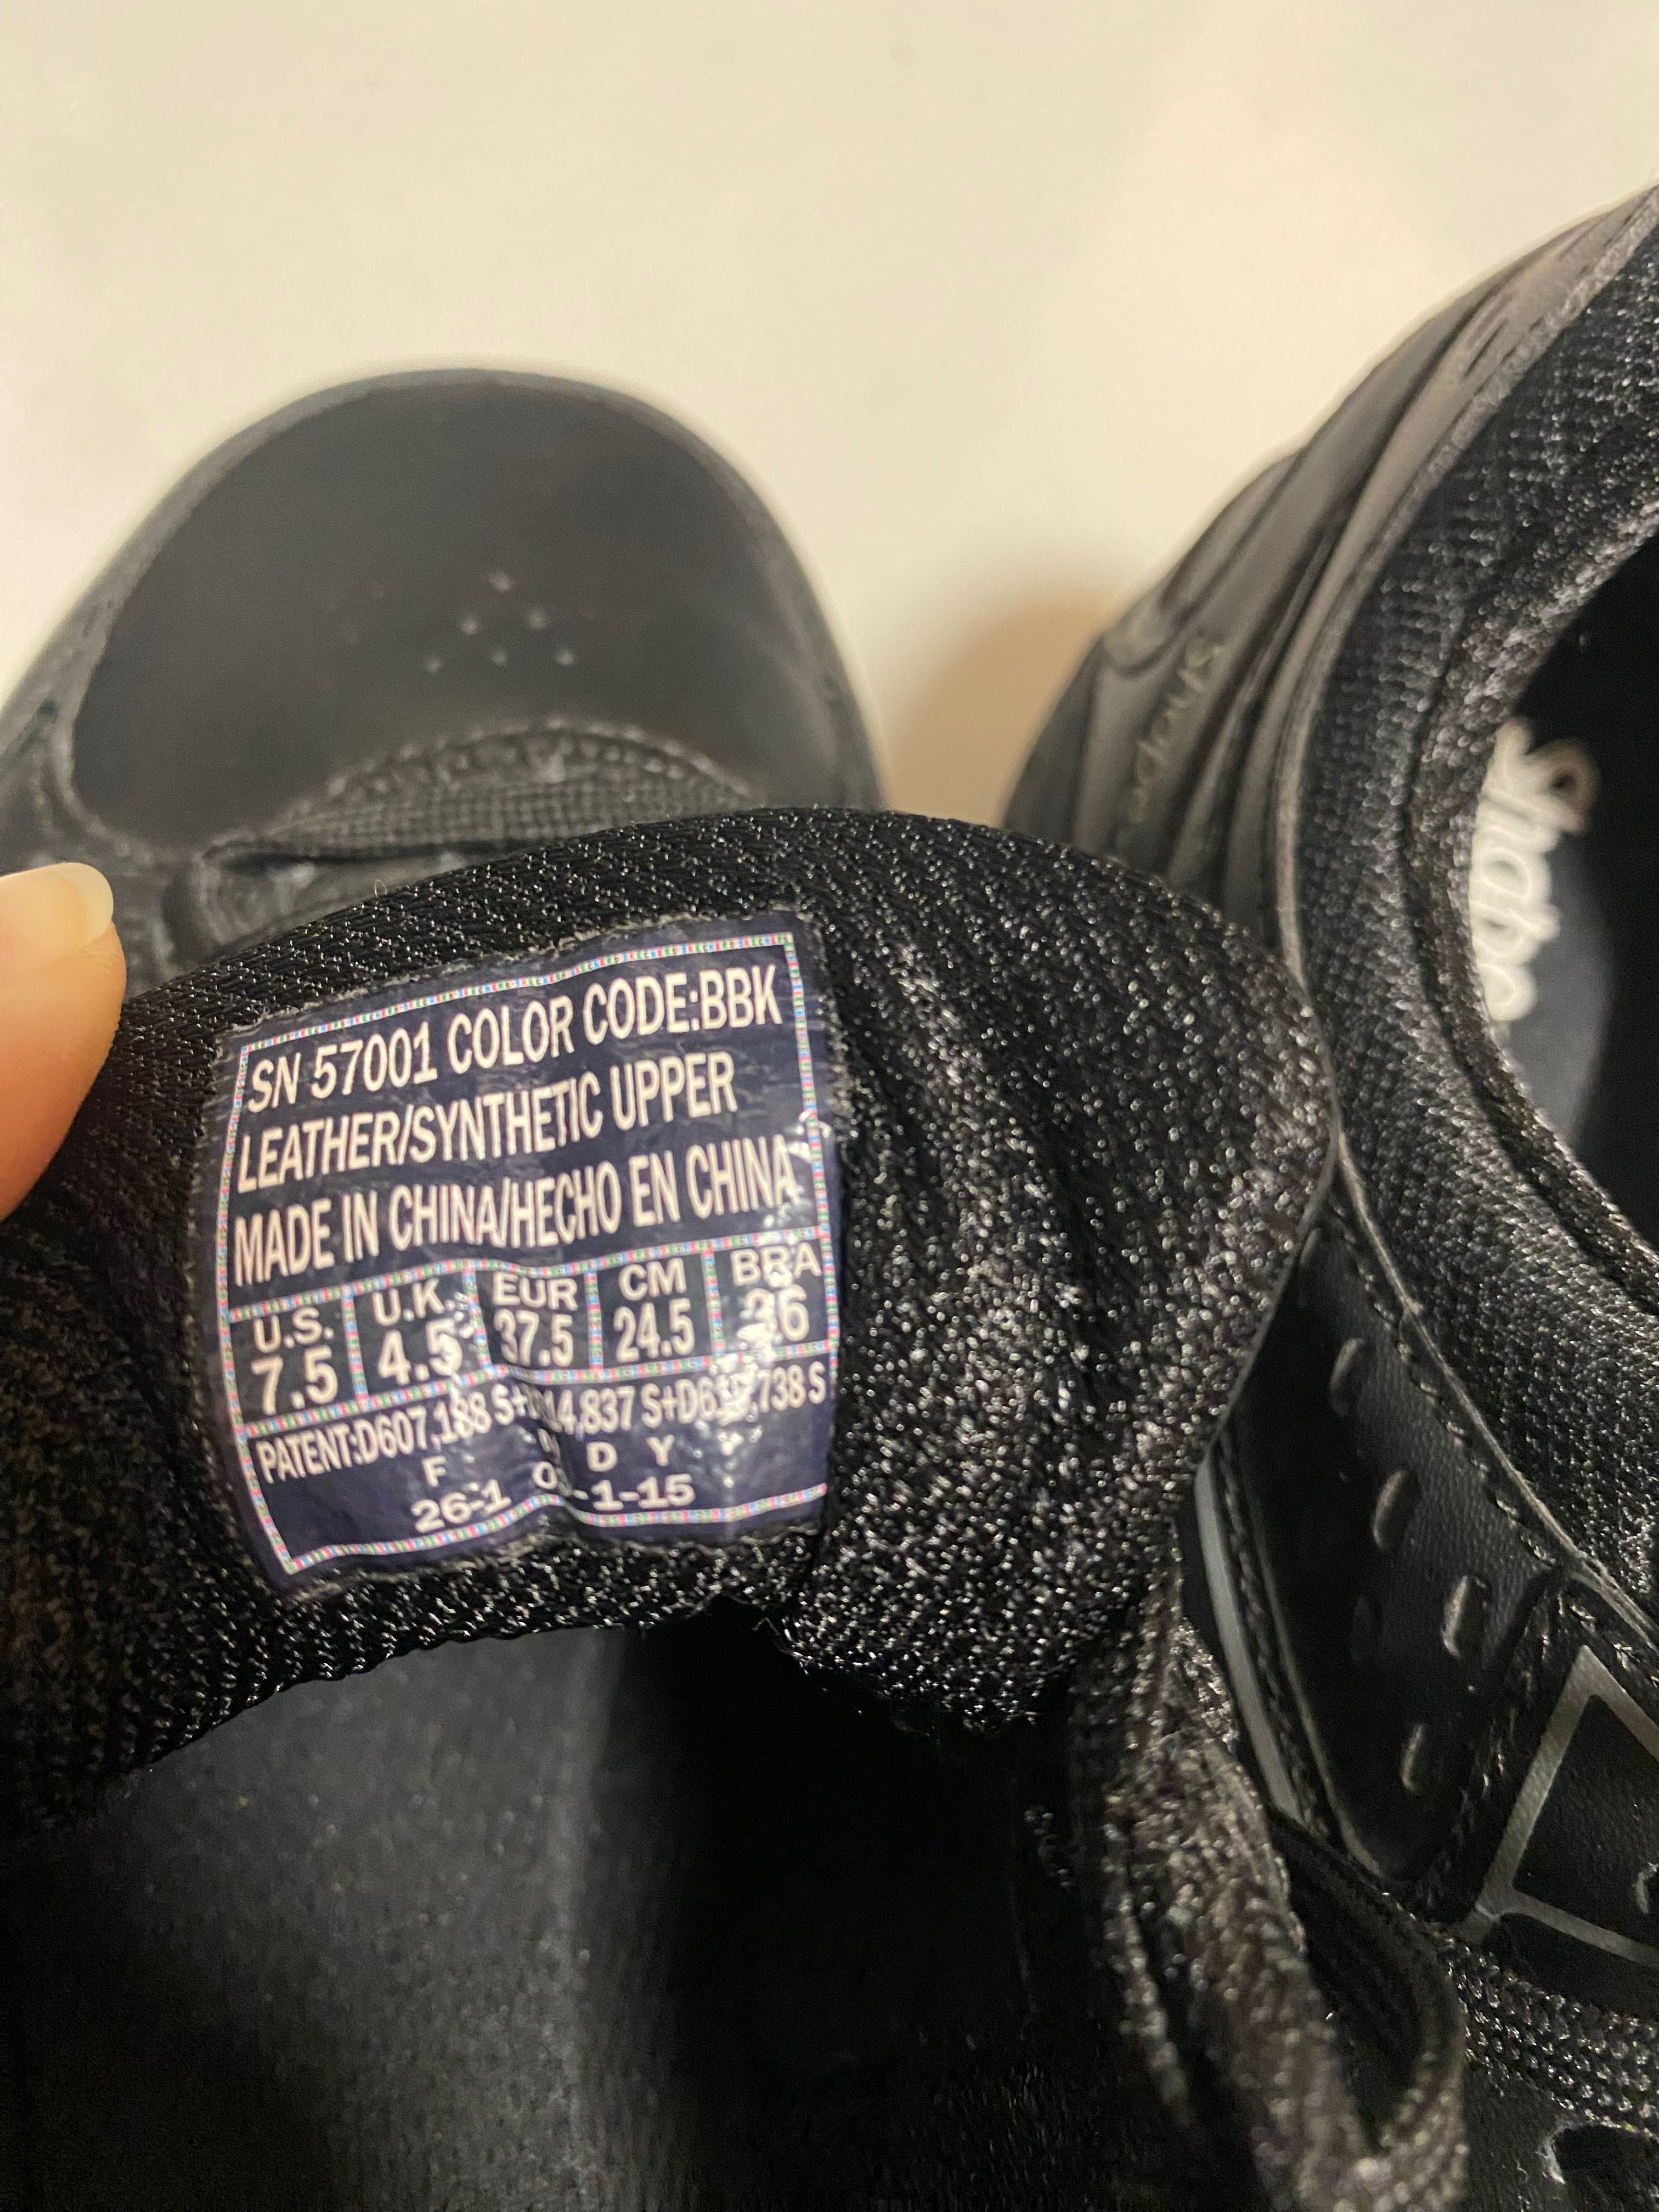 SN 57001 COLOR CODE:BBK
LEATHER/SYNTHETIC UPPER
MADE IN CHINA/HECHO EN CHINA
U.S. U.K. EUR CM BRA
7.5 4.5 37.5 24.5
PATENT:D607,188
F D Y
26-1
shape